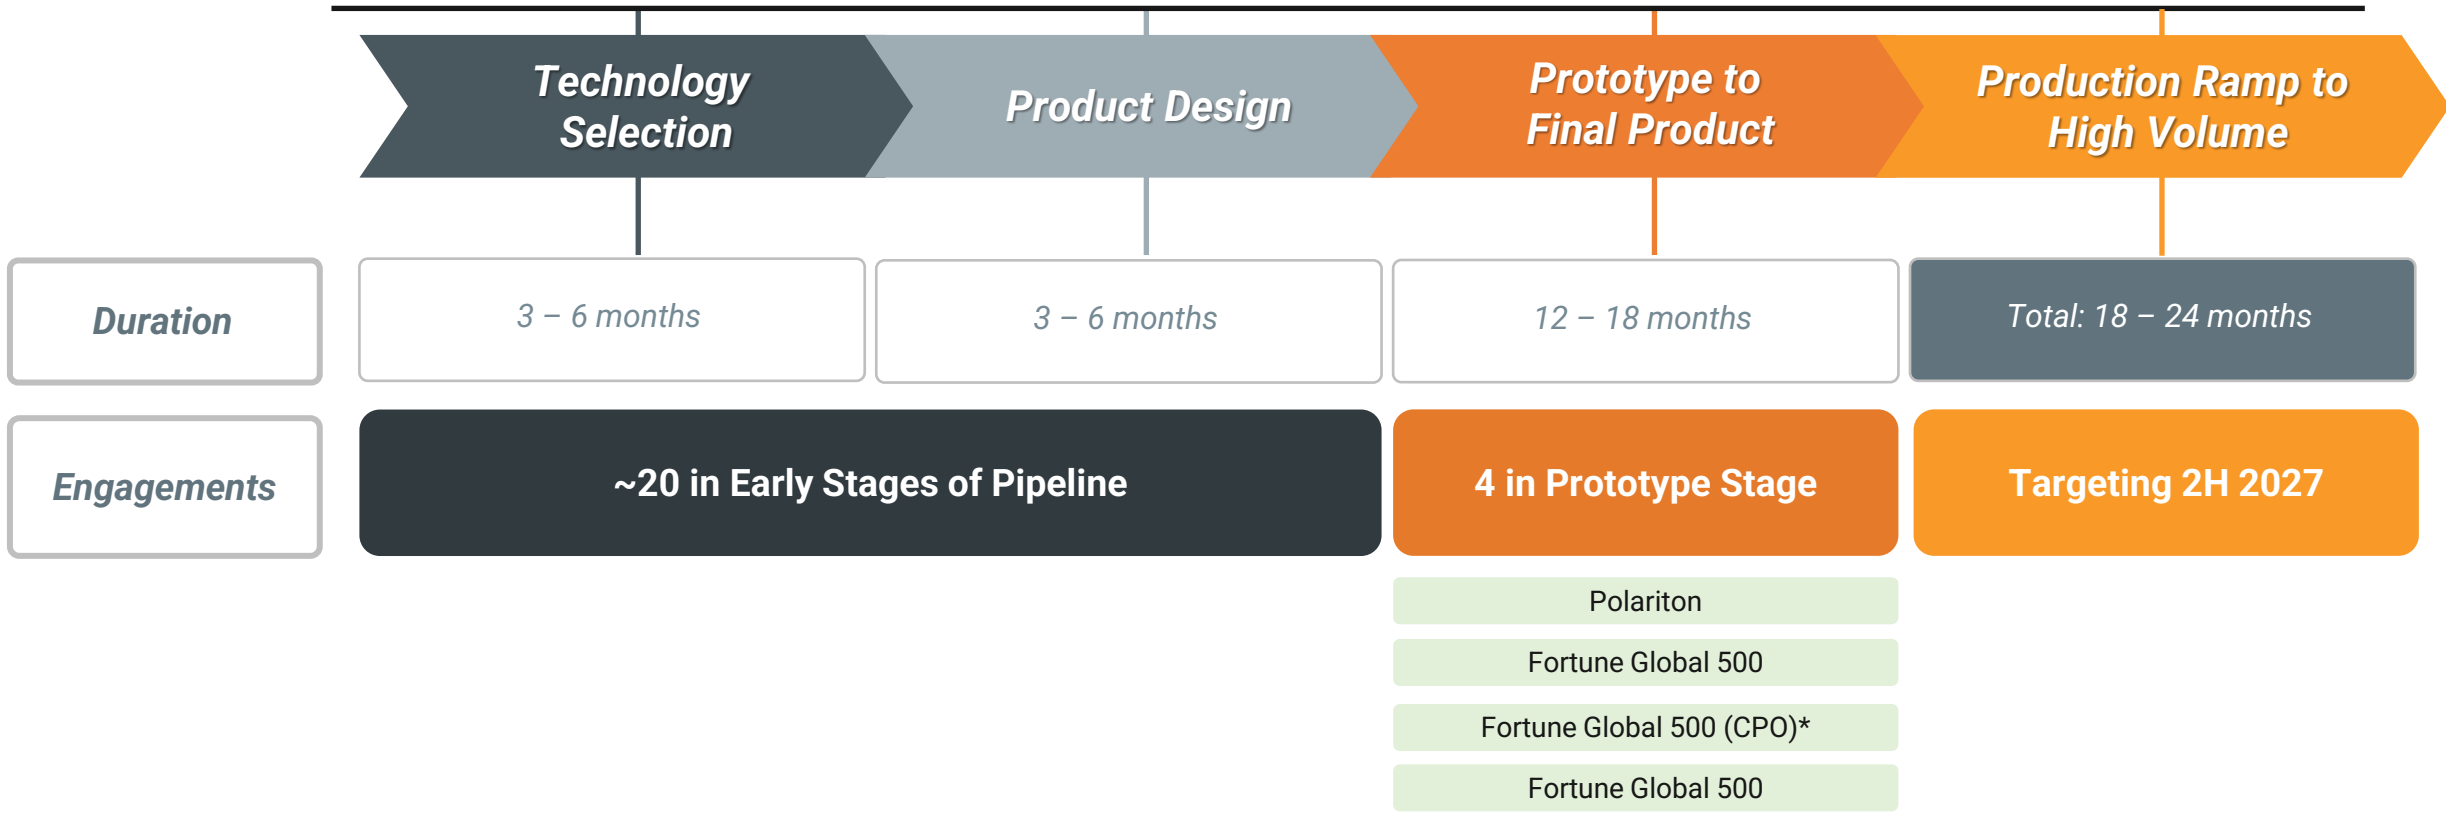 Technology
Selection
Product Design
Prototype to
Final Product
Production Ramp to
High Volume
Duration
3 – 6 months
3 – 6 months
12 – 18 months
Total: 18 – 24 months
Engagements
~20 in Early Stages of Pipeline
4 in Prototype Stage
Targeting 2H 2027
Polariton
Fortune Global 500
Fortune Global 500 (CPO)*
Fortune Global 500